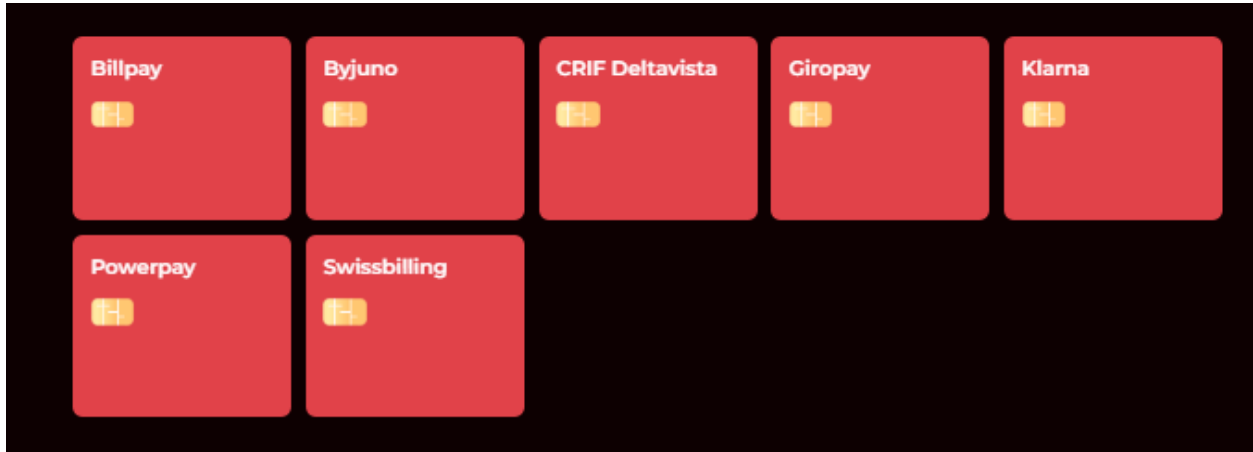 Billpay
Byjuno
CRIF Deltavista
Giropay
Klarna
Powerpay
Swissbilling